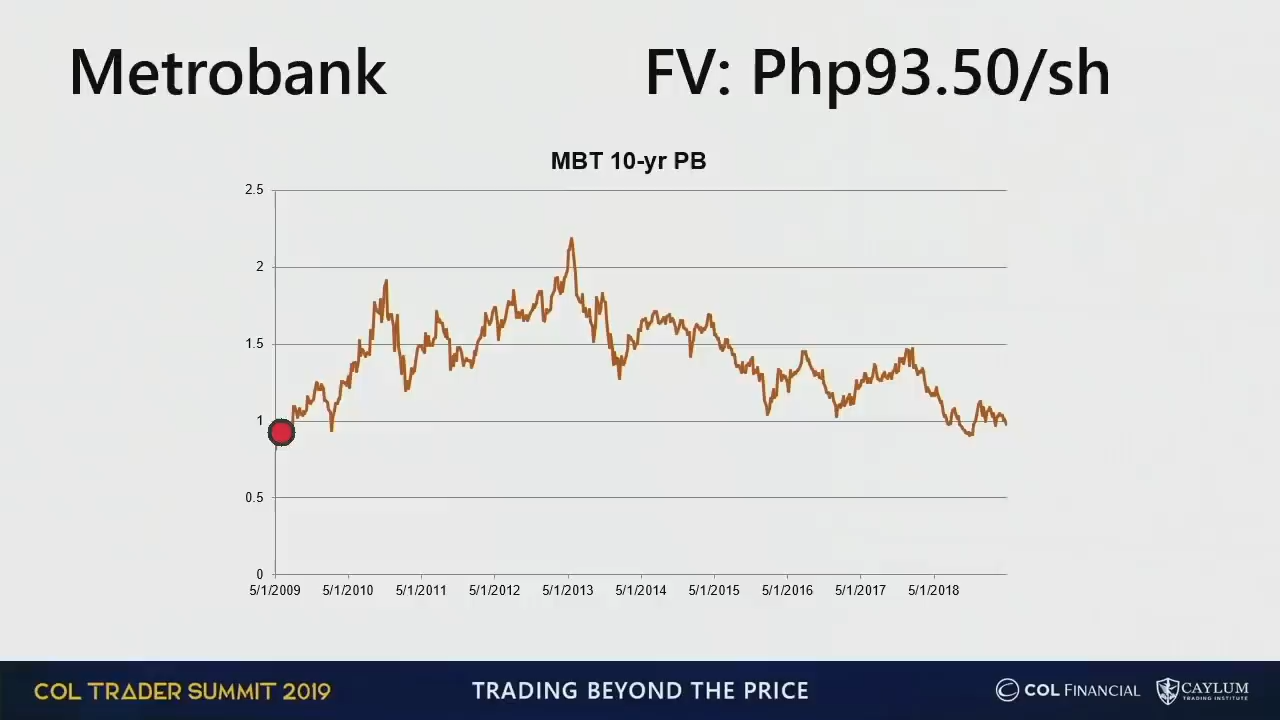 Metrobank
FV: Php93.50/sh
MBT 10-yr PB
2.5
2
1.5
1
0.5
0
5/1/2009 5/1/2010 5/1/2011 5/1/2012 5/1/2013 5/1/2014 5/1/2015 5/1/2016 5/1/2017 5/1/2018
COL TRADER SUMMIT 2019
TRADING BEYOND THE PRICE
COL FINANCIAL
CAYLUM
TRADING INSTITUTE